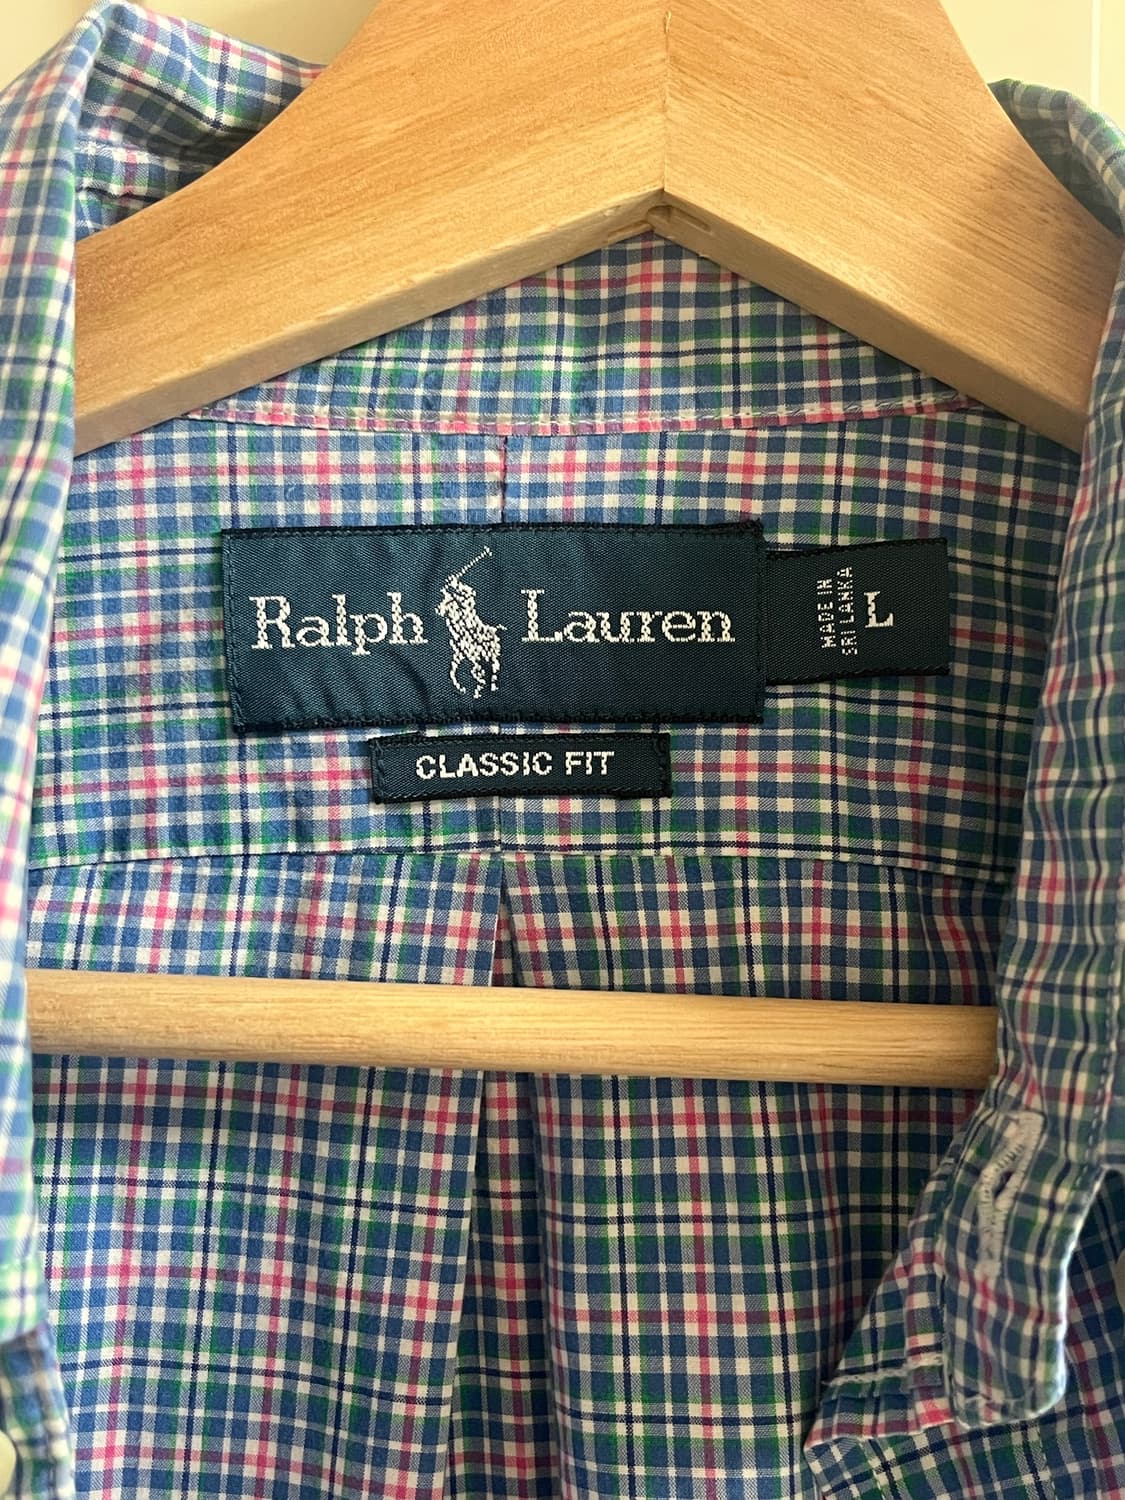 Ralph Lauren
MADE IN
SRI LANKA
L
CLASSIC FIT